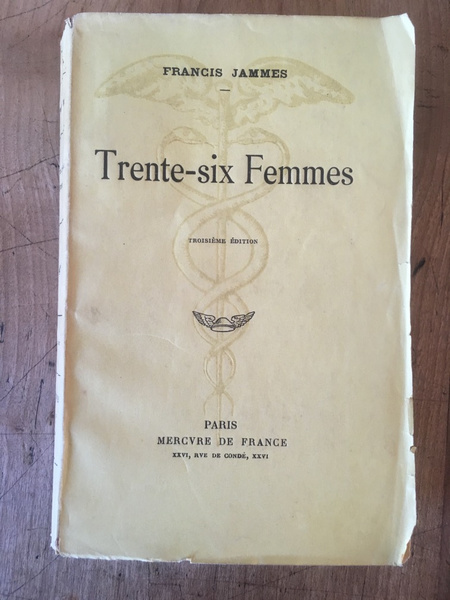 FRANCIS JAMMES
Trente-six Femmes
TROISIÈME ÉDITION
PARIS
MERCVRE DE FRANCE
XXVI, RVE DE CONDÉ, XXVI